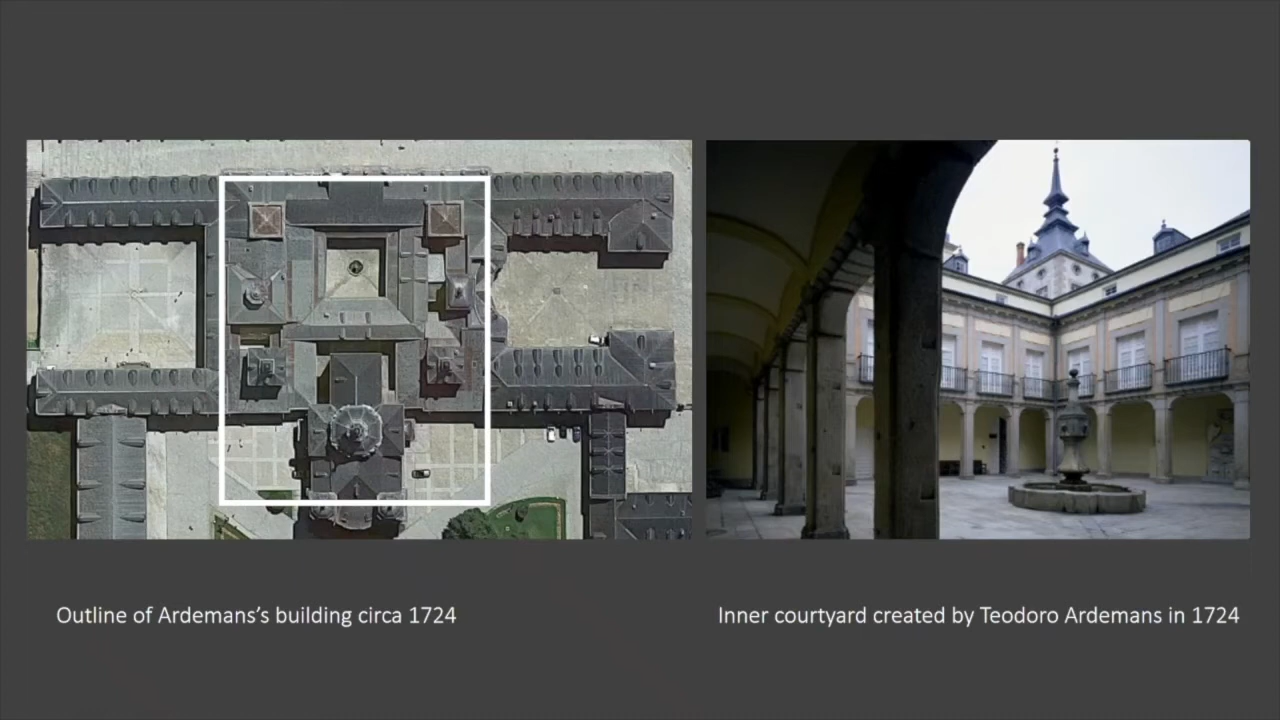 Outline of Ardemans’s building circa 1724
Inner courtyard created by Teodoro Ardemans in 1724